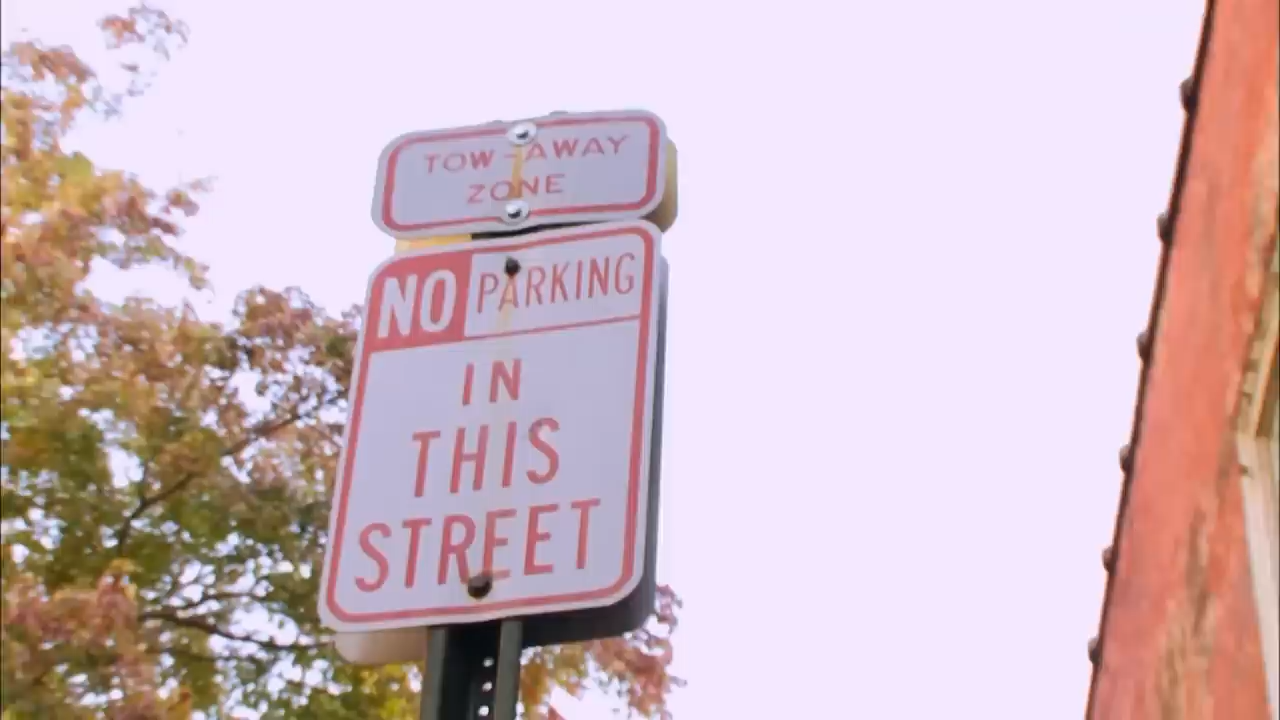 TOW-AWAY
ZONE
NO PARKING
IN
THIS
STREET